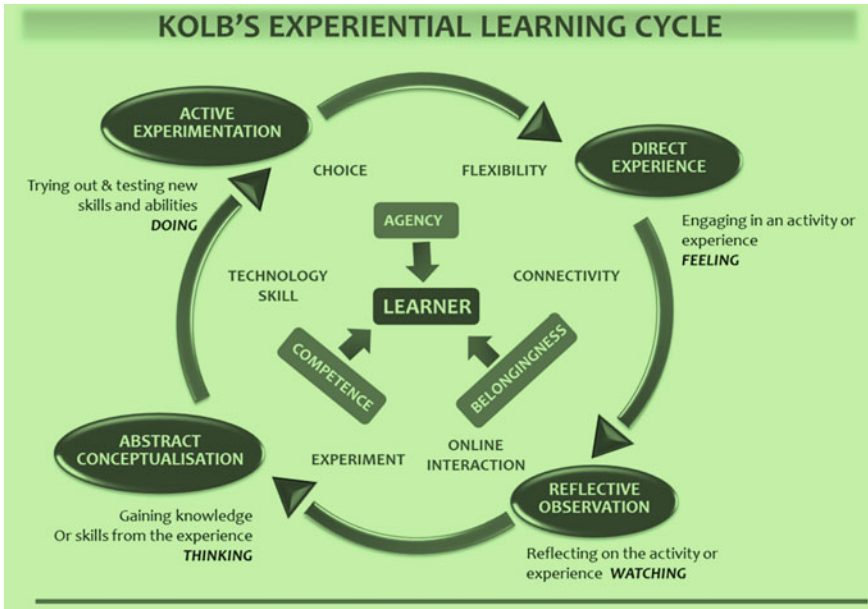 KOLB'S EXPERIENTIAL LEARNING CYCLE
ACTIVE
EXPERIMENTATION
Trying out & testing new
skills and abilities
DOING
CHOICE
FLEXIBILITY
DIRECT
EXPERIENCE
Engaging in an activity or
experience
FEELING
AGENCY
TECHNOLOGY
SKILL
LEARNER
CONNECTIVITY
COMPETENCE
BELONGINGNESS
ABSTRACT
CONCEPTUALISATION
Gaining knowledge
Or skills from the experience
THINKING
EXPERIMENT
ONLINE
INTERACTION
REFLECTIVE
OBSERVATION
Reflecting on the activity or
experience WATCHING